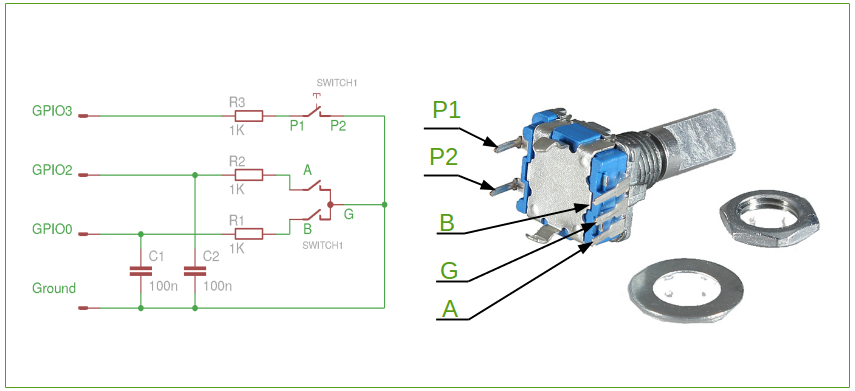 SWITCH1
GPIO3
R3
1K
P1
P2
GPIO2
R2
1K
A
G
GPIO0
R1
1K
B
SWITCH1
C1
100n
C2
100n
Ground
P1
P2
B
G
A